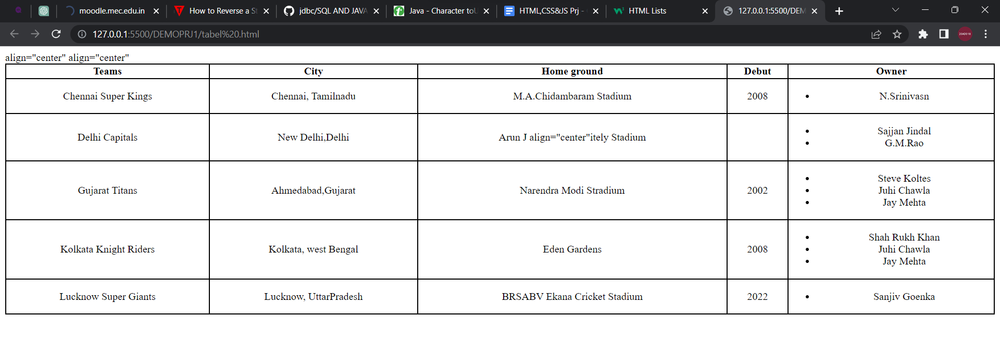 moodle.mec.edu.in How to Reverse a St jdbc/SQL AND JAVA Java - Character toU HTML,CSS&JS Prj - HTML Lists 127.0.0.1:5500/DEM
127.0.0.1:5500/DEMOPRJ1/tabel%20.html 20AD018
align="center" align="center"
Teams City Home ground Debut Owner
Chennai Super Kings Chennai, Tamilnadu M.A.Chidambaram Stadium 2008 • N.Srinivasn
Delhi Capitals New Delhi,Delhi Arun J align="center"itely Stadium • Sajjan Jindal
• G.M.Rao
Gujarat Titans Ahmedabad,Gujarat Narendra Modi Stradium 2002 • Steve Koltes
• Juhi Chawla
• Jay Mehta
Kolkata Knight Riders Kolkata, west Bengal Eden Gardens 2008 • Shah Rukh Khan
• Juhi Chawla
• Jay Mehta
Lucknow Super Giants Lucknow, UttarPradesh BRSABV Ekana Cricket Stadium 2022 • Sanjiv Goenka